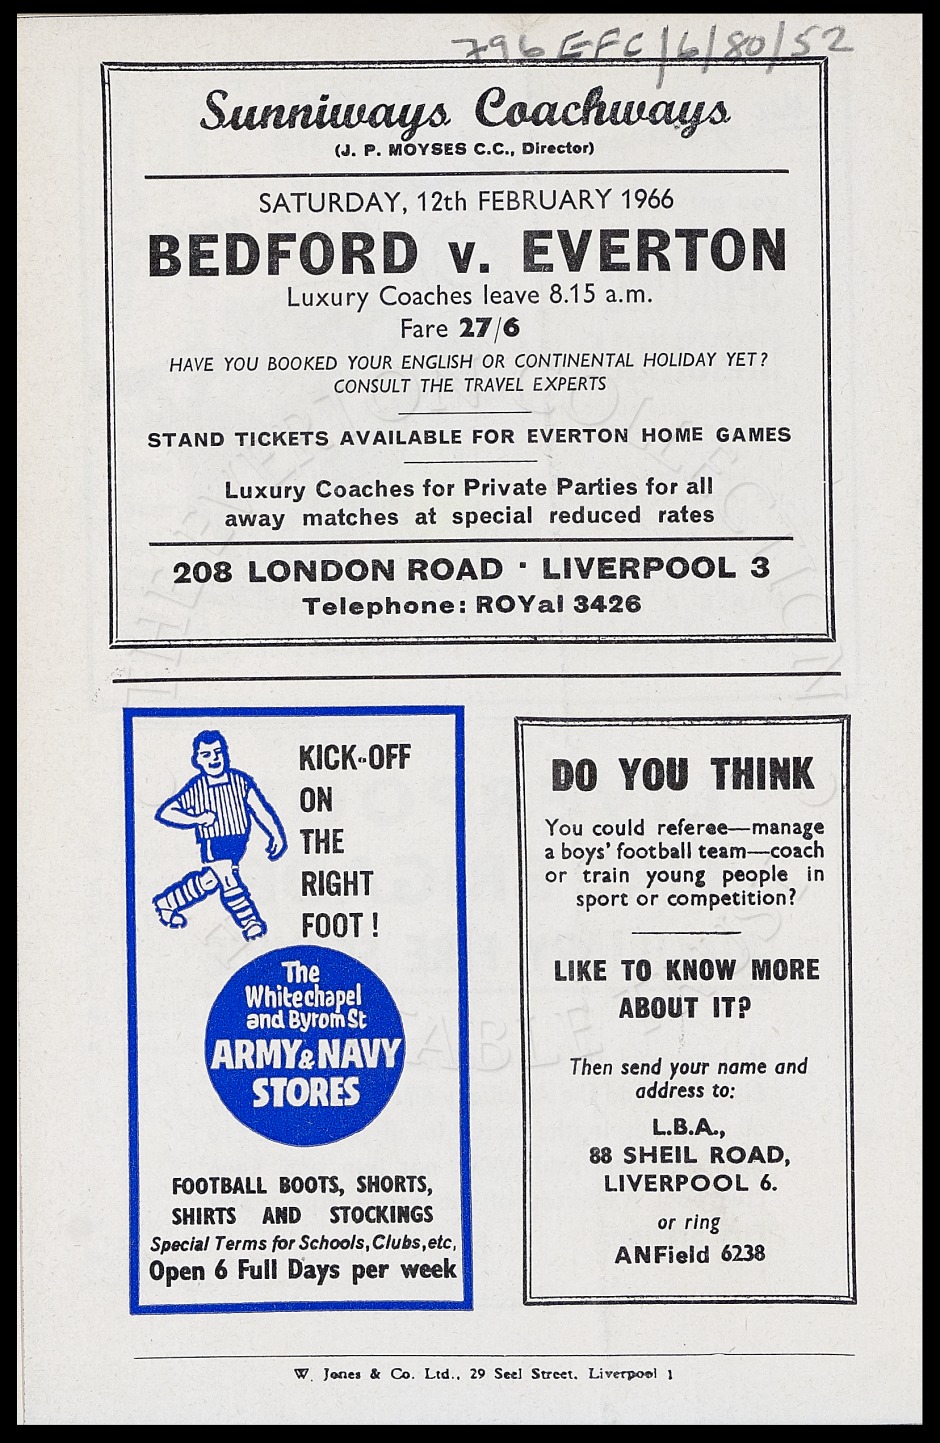 796 EFC/6/80/52
Sunniways Coachways
(J. P. MOYSES C.C., Director)
SATURDAY, 12th FEBRUARY 1966
BEDFORD v. EVERTON
Luxury Coaches leave 8.15 a.m.
Fare 27/6
HAVE YOU BOOKED YOUR ENGLISH OR CONTINENTAL HOLIDAY YET?
CONSULT THE TRAVEL EXPERTS
STAND TICKETS AVAILABLE FOR EVERTON HOME GAMES
Luxury Coaches for Private Parties for all
away matches at special reduced rates
208 LONDON ROAD · LIVERPOOL 3
Telephone: ROYal 3426
KICK-OFF
ON
THE
RIGHT
FOOT!
The
Whitechapel
and Byrom St
ARMY & NAVY
STORES
FOOTBALL BOOTS, SHORTS,
SHIRTS AND STOCKINGS
Special Terms for Schools, Clubs, etc,
Open 6 Full Days per week
DO YOU THINK
You could referee—manage
a boys' football team—coach
or train young people in
sport or competition?
LIKE TO KNOW MORE
ABOUT IT?
Then send your name and
address to:
L.B.A.,
88 SHEIL ROAD,
LIVERPOOL 6.
or ring
ANField 6238
W. Jones & Co. Ltd., 29 Seel Street, Liverpool 1
THE EVERTON COLLECTION